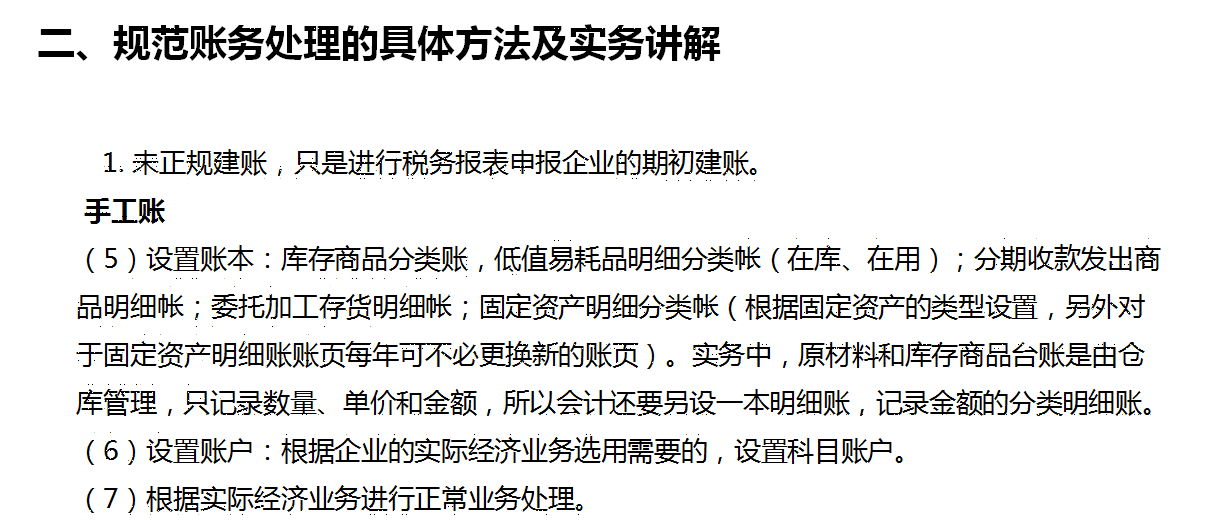 二、规范账务处理的具体方法及实务讲解
1. 未正规建账，只是进行税务报表申报企业的期初建账。
手工账
（5）设置账本：库存商品分类账，低值易耗品明细分类帐（在库、在用）；分期收款发出商
品明细帐；委托加工存货明细帐；固定资产明细分类帐（根据固定资产的类型设置，另外对
于固定资产明细账账页每年可不必更换新的账页）。实务中，原材料和库存商品台账是由仓
库管理，只记录数量、单价和金额，所以会计还要另设一本明细账，记录金额的分类明细账。
（6）设置账户：根据企业的实际经济业务选用需要的，设置科目账户。
（7）根据实际经济业务进行正常业务处理。